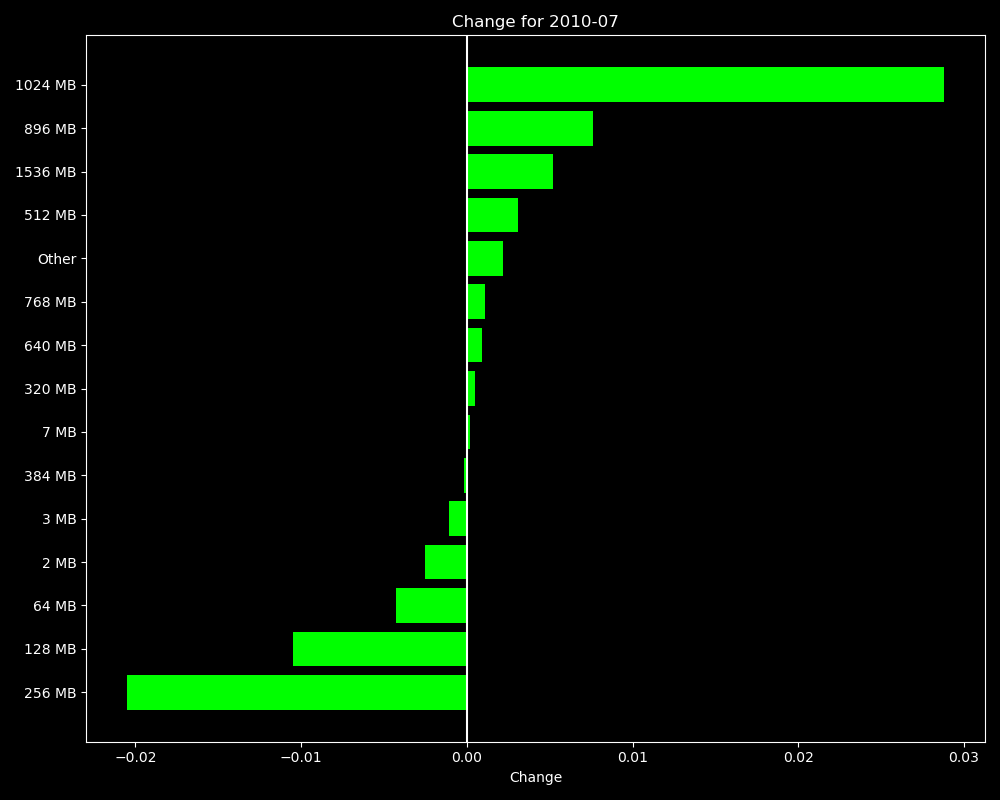 Change for 2010-07
1024 MB
896 MB
1536 MB
512 MB
Other
768 MB
640 MB
320 MB
7 MB
384 MB
3 MB
2 MB
64 MB
128 MB
256 MB
−0.02 −0.01 0.00 0.01 0.02 0.03
Change